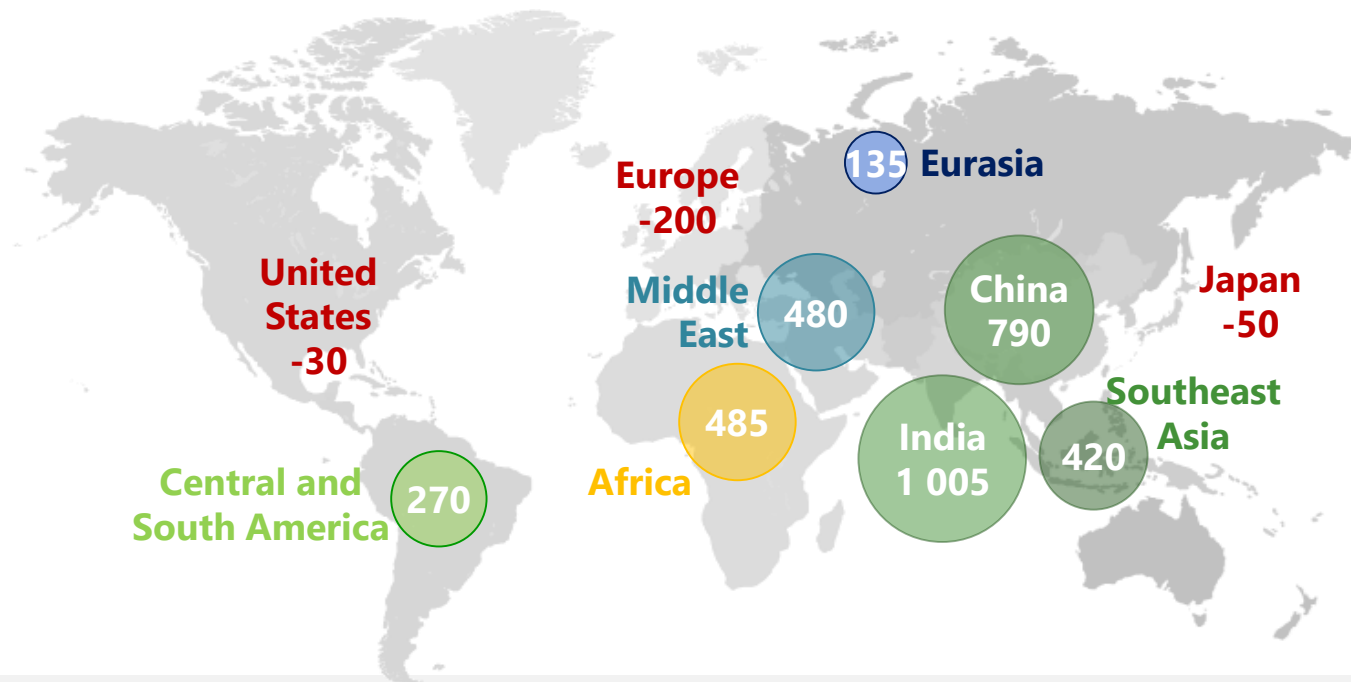 135 Eurasia
Europe
-200
United
States
-30
Middle
East
480
China
790
Japan
-50
485
Africa
India
1 005
Southeast
Asia
420
Central and
South America
270